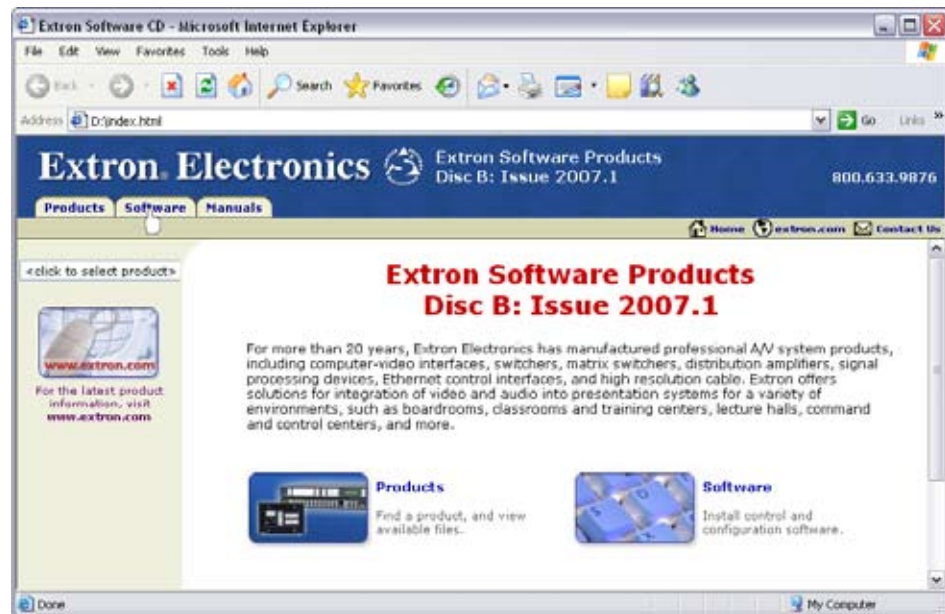 Extron Software CD - Microsoft Internet Explorer
File Edit View Favorites Tools Help
Back Search Favorites
Address D:\index.html Go Links »
Extron Electronics Extron Software Products
Disc B: Issue 2007.1
800.633.9876
Products Software Manuals
Home extron.com Contact Us
<click to select product>
www.extron.com
For the latest product
information, visit
www.extron.com
Extron Software Products
Disc B: Issue 2007.1
For more than 20 years, Extron Electronics has manufactured professional A/V system products,
including computer-video interfaces, switchers, matrix switchers, distribution amplifiers, signal
processing devices, Ethernet control interfaces, and high resolution cable. Extron offers
solutions for integration of video and audio into presentation systems for a variety of
environments, such as boardrooms, classrooms and training centers, lecture halls, command
and control centers, and more.
Products
Find a product, and view
available files.
Software
Install control and
configuration software.
Done My Computer